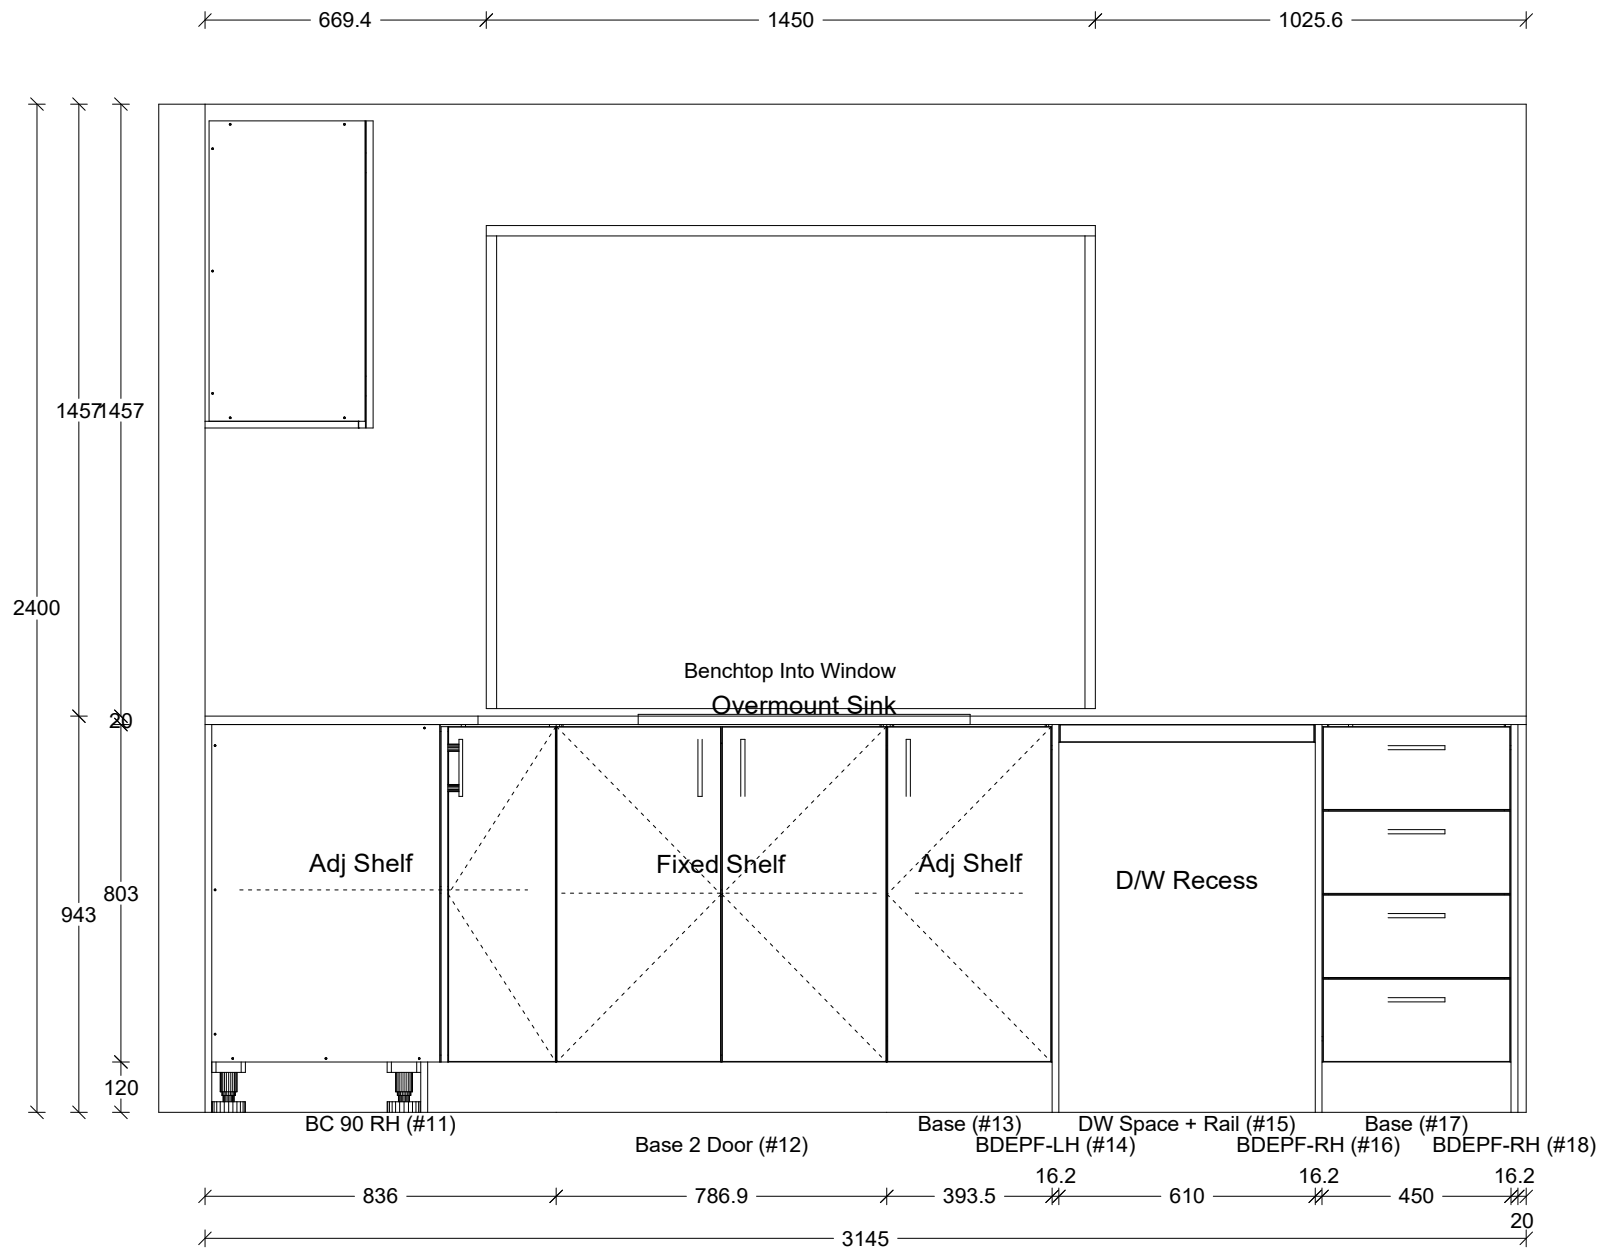 669.4 1450 1025.6
1457 1457
2400
Benchtop Into Window
Overmount Sink
20
Adj Shelf Fixed Shelf Adj Shelf
D/W Recess
803
943
120
BC 90 RH (#11) Base (#13) DW Space + Rail (#15) Base (#17)
Base 2 Door (#12) BDEPF-LH (#14) BDEPF-RH (#16) BDEPF-RH (#18)
16.2 16.2 16.2
836 786.9 393.5 610 450
20
3145